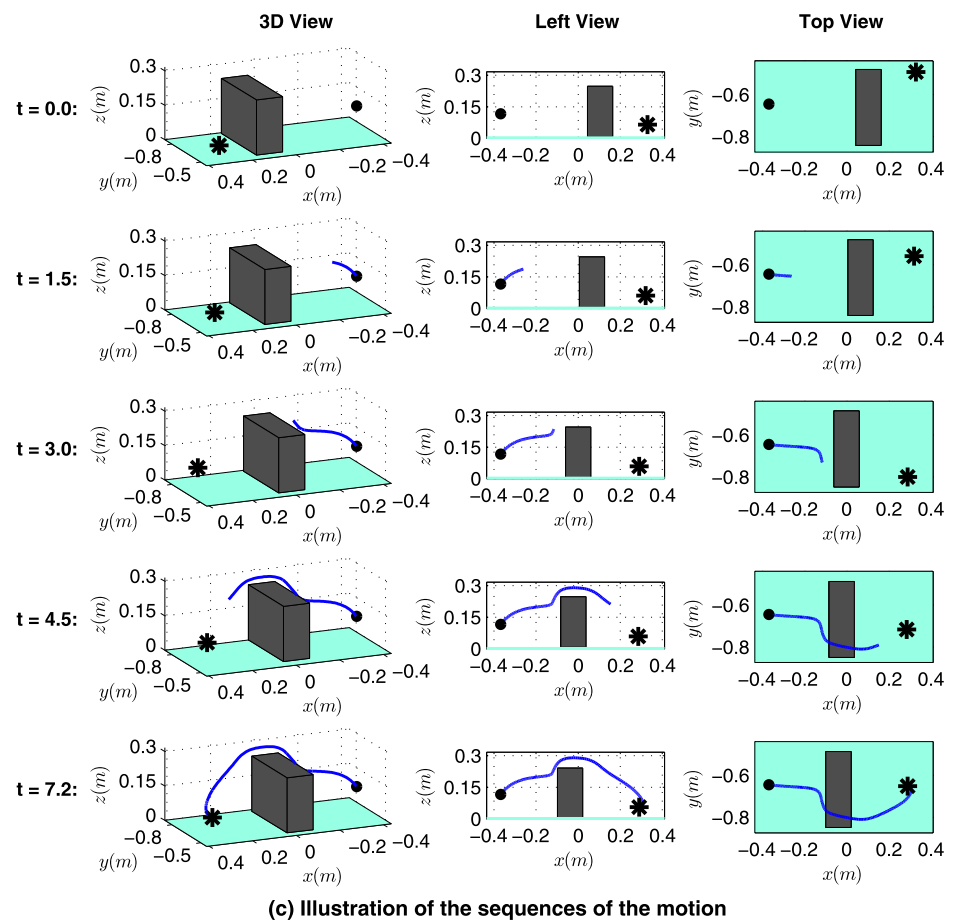 3D View Left View Top View
t = 0.0:
z(m) 0.3 0.15 0
−0.8 −0.5 y(m)
0.4 0.2 0 −0.2 −0.4 x(m)
z(m) 0.3 0.15 0
−0.4 −0.2 0 0.2 0.4
x(m)
y(m) −0.6 −0.8
−0.4 −0.2 0 0.2 0.4
x(m)
t = 1.5:
z(m) 0.3 0.15 0
−0.8 −0.5 y(m)
0.4 0.2 0 −0.2 −0.4 x(m)
z(m) 0.3 0.15 0
−0.4 −0.2 0 0.2 0.4
x(m)
y(m) −0.6 −0.8
−0.4 −0.2 0 0.2 0.4
x(m)
t = 3.0:
z(m) 0.3 0.15 0
−0.8 −0.5 y(m)
0.4 0.2 0 −0.2 −0.4 x(m)
z(m) 0.3 0.15 0
−0.4 −0.2 0 0.2 0.4
x(m)
y(m) −0.6 −0.8
−0.4 −0.2 0 0.2 0.4
x(m)
t = 4.5:
z(m) 0.3 0.15 0
−0.8 −0.5 y(m)
0.4 0.2 0 −0.2 −0.4 x(m)
z(m) 0.3 0.15 0
−0.4 −0.2 0 0.2 0.4
x(m)
y(m) −0.6 −0.8
−0.4 −0.2 0 0.2 0.4
x(m)
t = 7.2:
z(m) 0.3 0.15 0
−0.8 −0.5 y(m)
0.4 0.2 0 −0.2 −0.4 x(m)
z(m) 0.3 0.15 0
−0.4 −0.2 0 0.2 0.4
x(m)
y(m) −0.6 −0.8
−0.4 −0.2 0 0.2 0.4
x(m)
(c) Illustration of the sequences of the motion